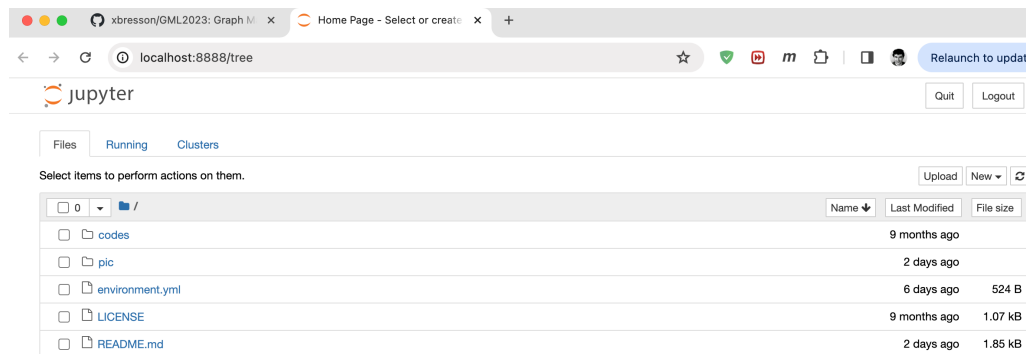 xbresson/GML2023: Graph M
Home Page - Select or create
localhost:8888/tree
m
Relaunch to updat
jupyter
Quit Logout
Files Running Clusters
Select items to perform actions on them.
Upload New
0 / Name Last Modified File size
codes 9 months ago
pic 2 days ago
environment.yml 6 days ago 524 B
LICENSE 9 months ago 1.07 kB
README.md 2 days ago 1.85 kB